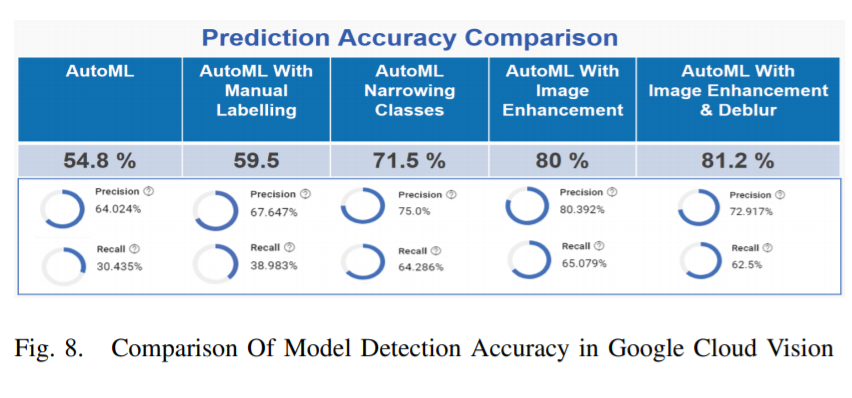 Prediction Accuracy Comparison
AutoML
AutoML With
Manual
Labelling
AutoML
Narrowing
Classes
AutoML With
Image
Enhancement
AutoML With
Image Enhancement
& Deblur
54.8 %
59.5
71.5 %
80 %
81.2 %
Precision ?
64.024%
Precision ?
67.647%
Precision ?
75.0%
Precision ?
80.392%
Precision ?
72.917%
Recall ?
30.435%
Recall ?
38.983%
Recall ?
64.286%
Recall ?
65.079%
Recall ?
62.5%
Fig. 8. Comparison Of Model Detection Accuracy in Google Cloud Vision